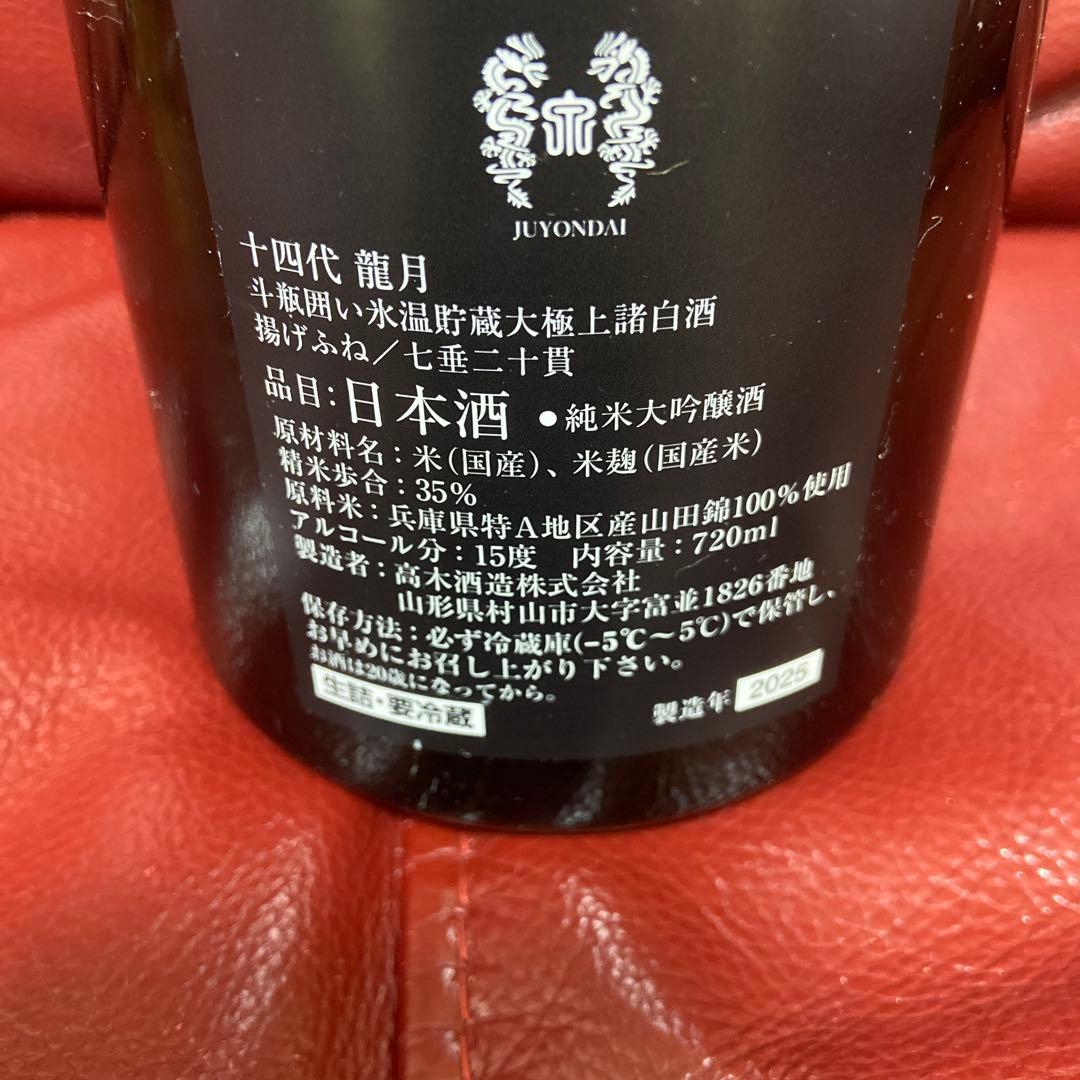 JUYONDAI
十四代 龍月
斗瓶囲い氷温貯蔵大極上諸白酒
揚げふね/七垂二十貫
品目:日本酒 ●純米大吟醸酒
原材料名:米(国産)、米麹(国産米)
精米歩合:35%
原料米:兵庫県特A地区産山田錦100%使用
アルコール分:15度 内容量:720ml
製造者:高木酒造株式会社
山形県村山市大字富並1826番地
保存方法:必ず冷蔵庫(-5℃~5℃)で保管し、
お早めにお召し上がり下さい。
お酒は20歳になってから。
生詰・要冷蔵
製造年 2025